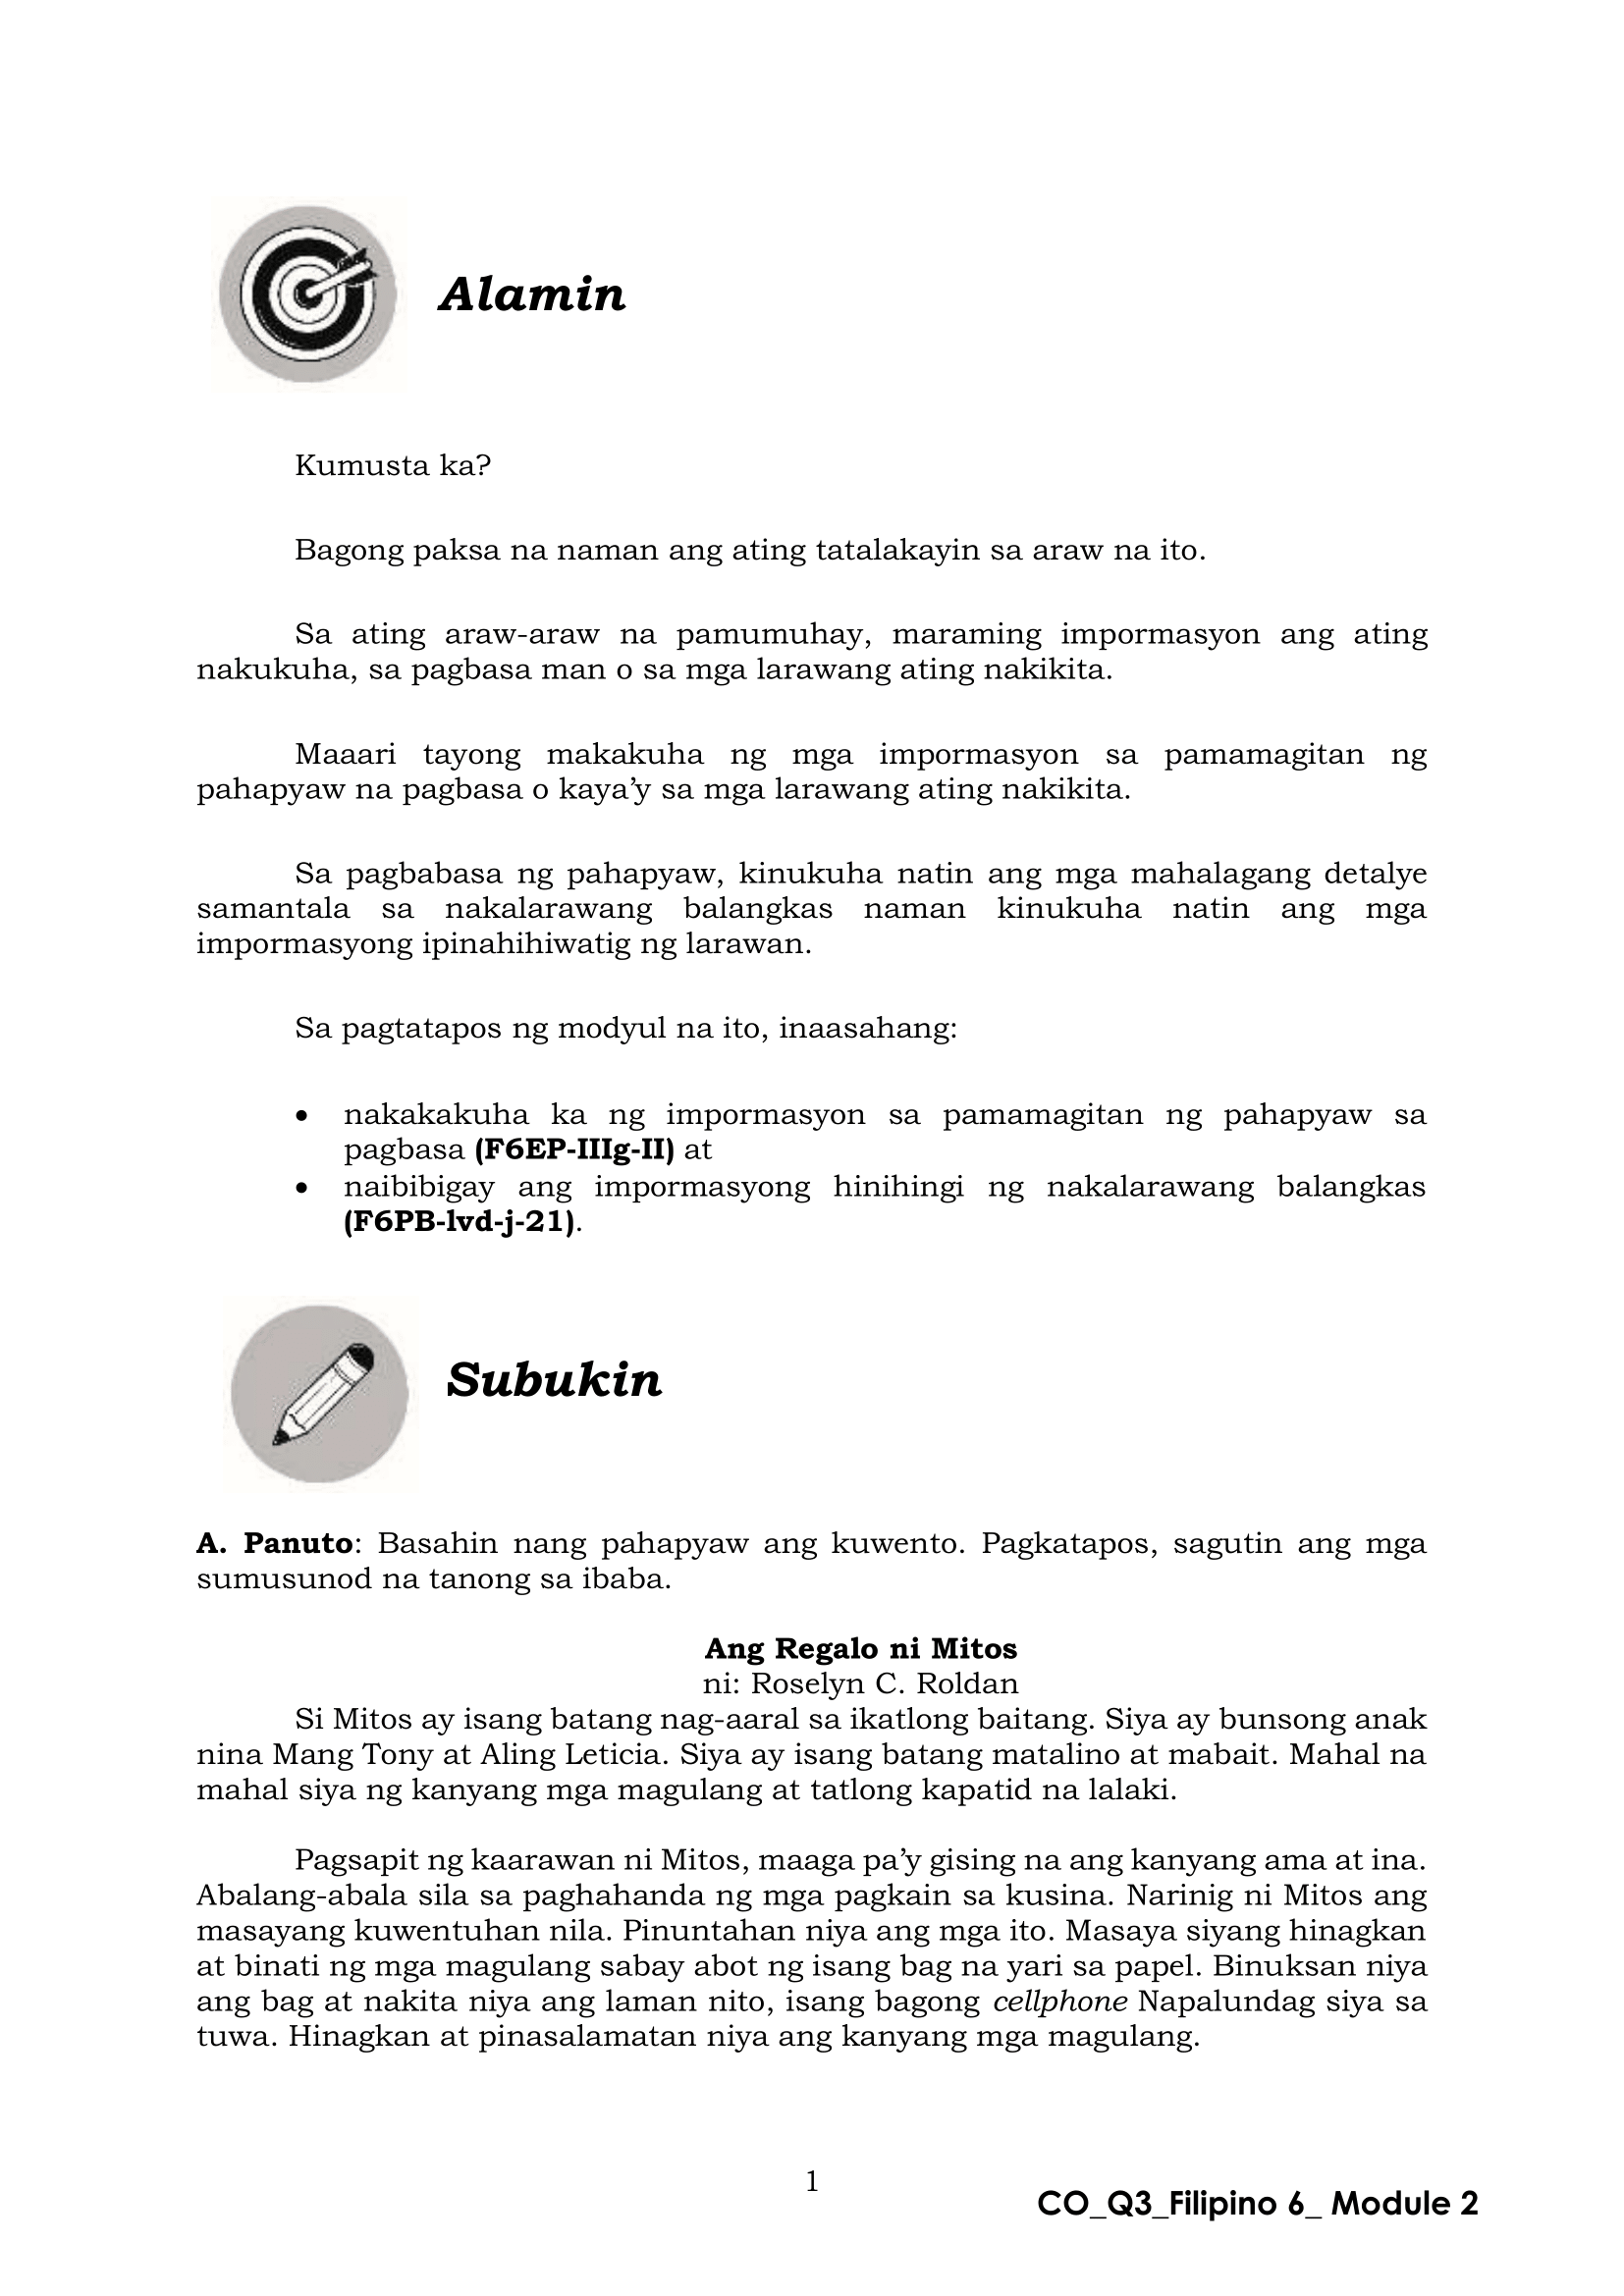 Alamin
Kumusta ka?
Bagong paksa na naman ang ating tatalakayin sa araw na ito.
Sa ating araw-araw na pamumuhay, maraming impormasyon ang ating
nakukuha, sa pagbasa man o sa mga larawang ating nakikita.
Maaari tayong makakuha ng mga impormasyon sa pamamagitan ng
pahapyaw na pagbasa o kaya’y sa mga larawang ating nakikita.
Sa pagbabasa ng pahapyaw, kinukuha natin ang mga mahalagang detalye
samantala sa nakalarawang balangkas naman kinukuha natin ang mga
impormasyong ipinahihiwatig ng larawan.
Sa pagtatapos ng modyul na ito, inaasahang:
• nakakakuha ka ng impormasyon sa pamamagitan ng pahapyaw sa
pagbasa (F6EP-IIIg-II) at
• naibibigay ang impormasyong hinihingi ng nakalarawang balangkas
(F6PB-lvd-j-21).
Subukin
A. Panuto: Basahin nang pahapyaw ang kuwento. Pagkatapos, sagutin ang mga
sumusunod na tanong sa ibaba.
Ang Regalo ni Mitos
ni: Roselyn C. Roldan
Si Mitos ay isang batang nag-aaral sa ikatlong baitang. Siya ay bunsong anak
nina Mang Tony at Aling Leticia. Siya ay isang batang matalino at mabait. Mahal na
mahal siya ng kanyang mga magulang at tatlong kapatid na lalaki.
Pagsapit ng kaarawan ni Mitos, maaga pa’y gising na ang kanyang ama at ina.
Abalang-abala sila sa paghahanda ng mga pagkain sa kusina. Narinig ni Mitos ang
masayang kuwentuhan nila. Pinuntahan niya ang mga ito. Masaya siyang hinagkan
at binati ng mga magulang sabay abot ng isang bag na yari sa papel. Binuksan niya
ang bag at nakita niya ang laman nito, isang bagong cellphone Napalundag siya sa
tuwa. Hinagkan at pinasalamatan niya ang kanyang mga magulang.
1
CO_Q3_Filipino 6_ Module 2